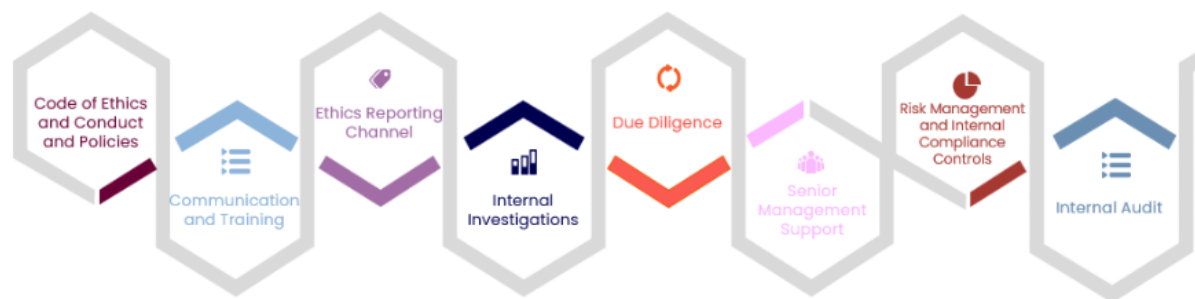 Code of Ethics
and Conduct
and Policies
Communication
and Training
Ethics Reporting
Channel
Internal
Investigations
Due Diligence
Senior
Management
Support
Risk Management
and Internal
Compliance
Controls
Internal Audit